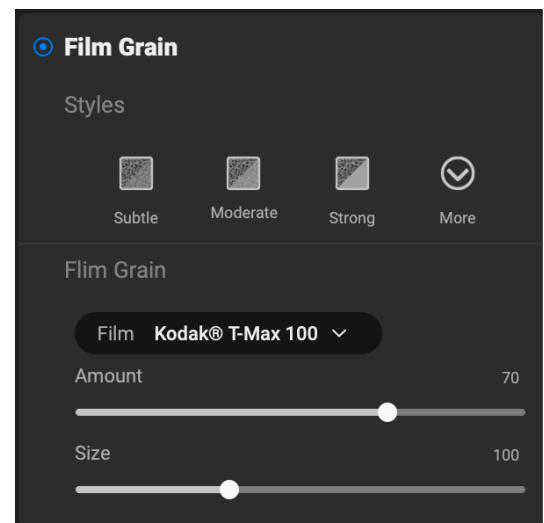 Film Grain
Styles
Subtle Moderate Strong More
Flim Grain
Film Kodak® T-Max 100
Amount 70
Size 100